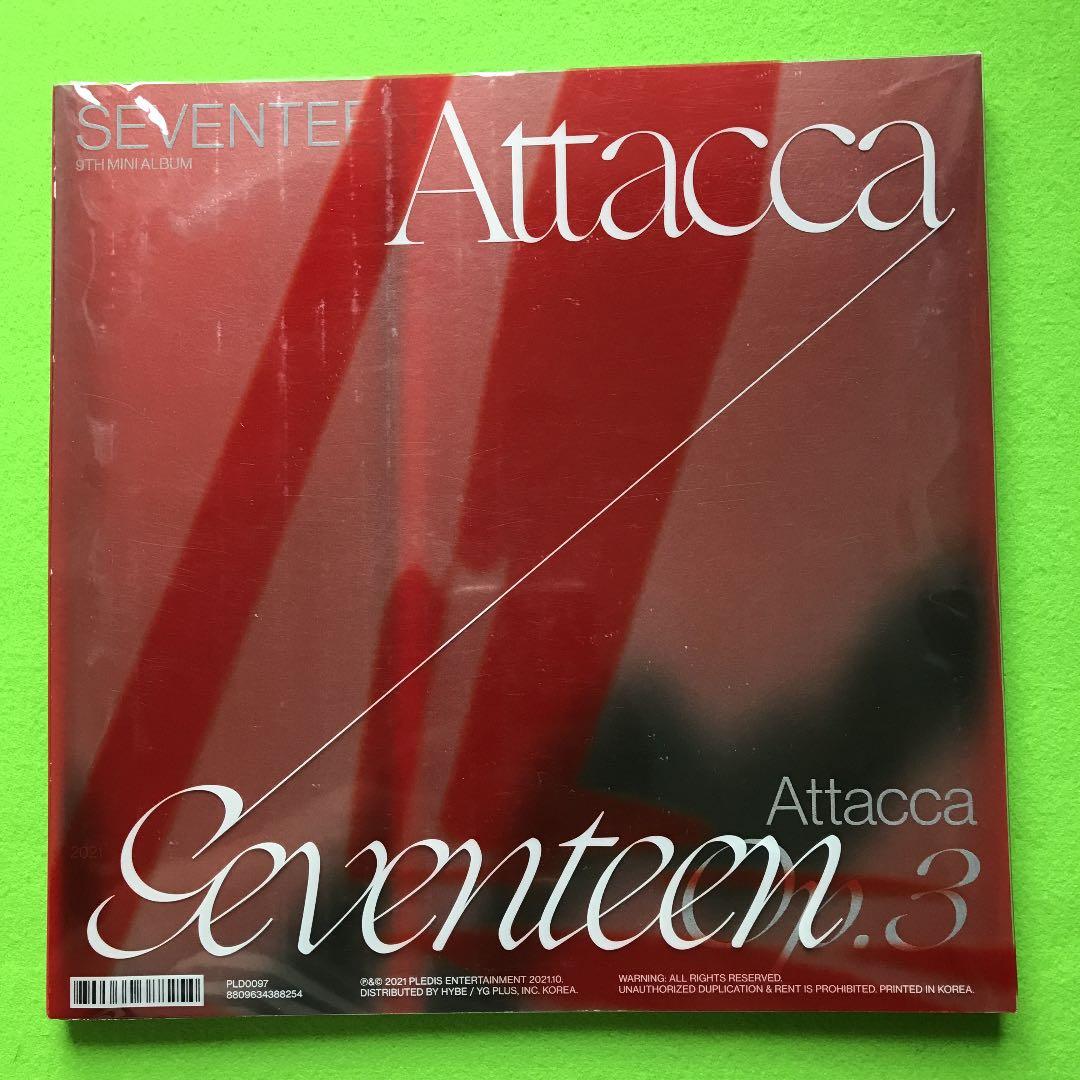 SEVENTEE
9TH MINI ALBUM
Attacca
Attacca
2021
Seventeen
Op.3
PLD0097
8809634388254
℗&© 2021 PLEDIS ENTERTAINMENT 2021.10.
DISTRIBUTED BY HYBE / YG PLUS, INC. KOREA.
WARNING: ALL RIGHTS RESERVED.
UNAUTHORIZED DUPLICATION & RENT IS PROHIBITED. PRINTED IN KOREA.